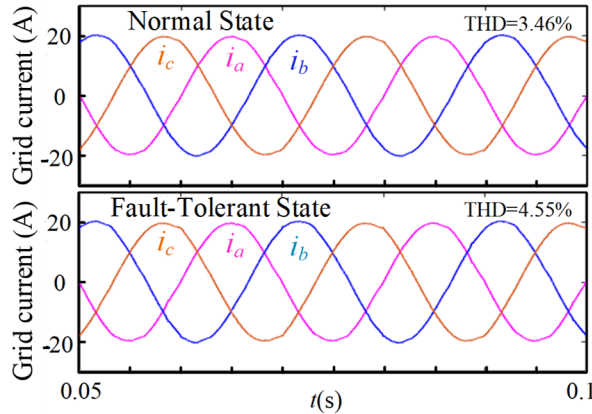 Normal State
THD=3.46%
Grid current (A)
20
0
-20
i_c
i_a
i_b
Fault-Tolerant State
THD=4.55%
Grid current (A)
20
0
-20
i_c
i_a
i_b
0.05
t(s)
0.1